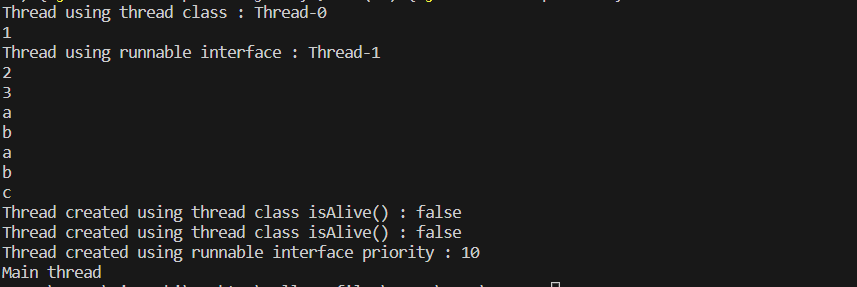 Thread using thread class : Thread-0
1
Thread using runnable interface : Thread-1
2
3
a
b
a
b
c
Thread created using thread class isAlive() : false
Thread created using thread class isAlive() : false
Thread created using runnable interface priority : 10
Main thread